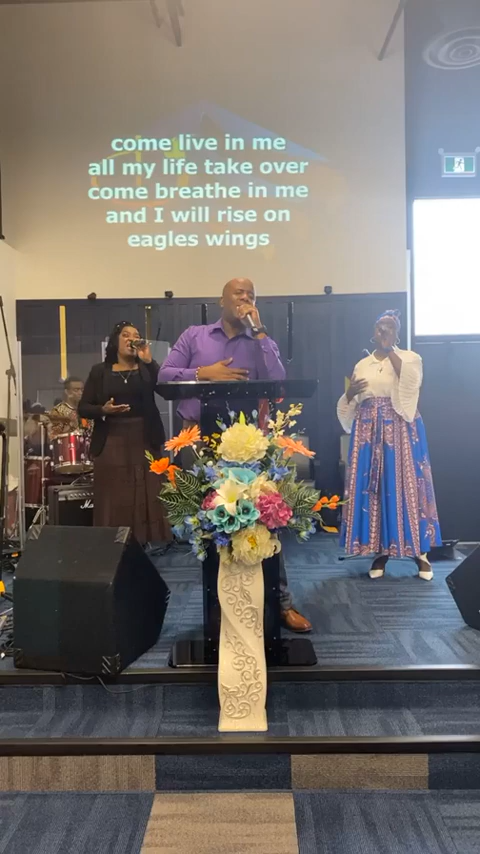 come live in me
all my life take over
come breathe in me
and I will rise on
eagles wings
Marshall